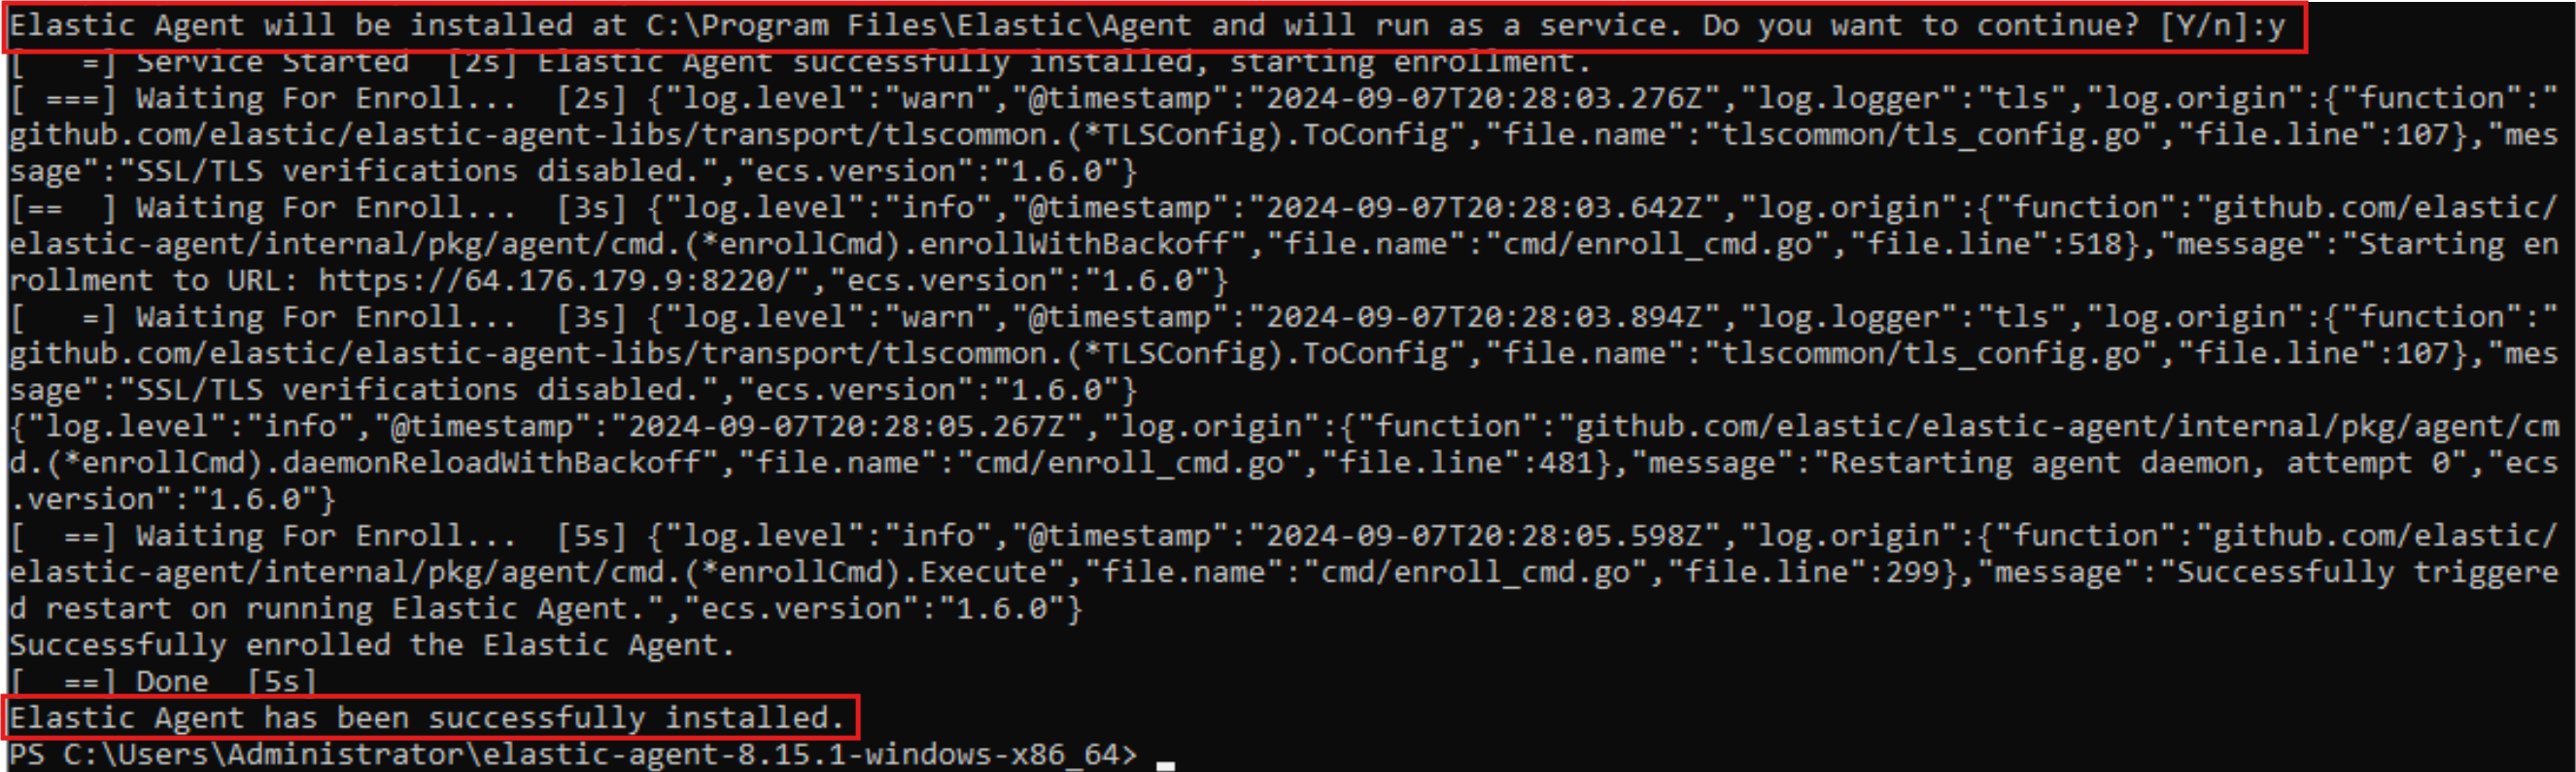 Elastic Agent will be installed at C:\Program Files\Elastic\Agent and will run as a service. Do you want to continue? [Y/n]:y
[   =] Service Started  [2s] Elastic Agent successfully installed, starting enrollment.
[ ===] Waiting For Enroll...  [2s] {"log.level":"warn","@timestamp":"2024-09-07T20:28:03.276Z","log.logger":"tls","log.origin":{"function":"
github.com/elastic/elastic-agent-libs/transport/tlscommon.(*TLSConfig).ToConfig","file.name":"tlscommon/tls_config.go","file.line":107},"mes
sage":"SSL/TLS verifications disabled.","ecs.version":"1.6.0"}
[==  ] Waiting For Enroll...  [3s] {"log.level":"info","@timestamp":"2024-09-07T20:28:03.642Z","log.origin":{"function":"github.com/elastic/
elastic-agent/internal/pkg/agent/cmd.(*enrollCmd).enrollWithBackoff","file.name":"cmd/enroll_cmd.go","file.line":518},"message":"Starting en
rollment to URL: https://64.176.179.9:8220/","ecs.version":"1.6.0"}
[   =] Waiting For Enroll...  [3s] {"log.level":"warn","@timestamp":"2024-09-07T20:28:03.894Z","log.logger":"tls","log.origin":{"function":"
github.com/elastic/elastic-agent-libs/transport/tlscommon.(*TLSConfig).ToConfig","file.name":"tlscommon/tls_config.go","file.line":107},"mes
sage":"SSL/TLS verifications disabled.","ecs.version":"1.6.0"}
{"log.level":"info","@timestamp":"2024-09-07T20:28:05.267Z","log.origin":{"function":"github.com/elastic/elastic-agent/internal/pkg/agent/cm
d.(*enrollCmd).daemonReloadWithBackoff","file.name":"cmd/enroll_cmd.go","file.line":481},"message":"Restarting agent daemon, attempt 0","ecs
.version":"1.6.0"}
[  ==] Waiting For Enroll...  [5s] {"log.level":"info","@timestamp":"2024-09-07T20:28:05.598Z","log.origin":{"function":"github.com/elastic/
elastic-agent/internal/pkg/agent/cmd.(*enrollCmd).Execute","file.name":"cmd/enroll_cmd.go","file.line":299},"message":"Successfully triggere
d restart on running Elastic Agent.","ecs.version":"1.6.0"}
Successfully enrolled the Elastic Agent.
[  ==] Done  [5s]
Elastic Agent has been successfully installed.
PS C:\Users\Administrator\elastic-agent-8.15.1-windows-x86_64>